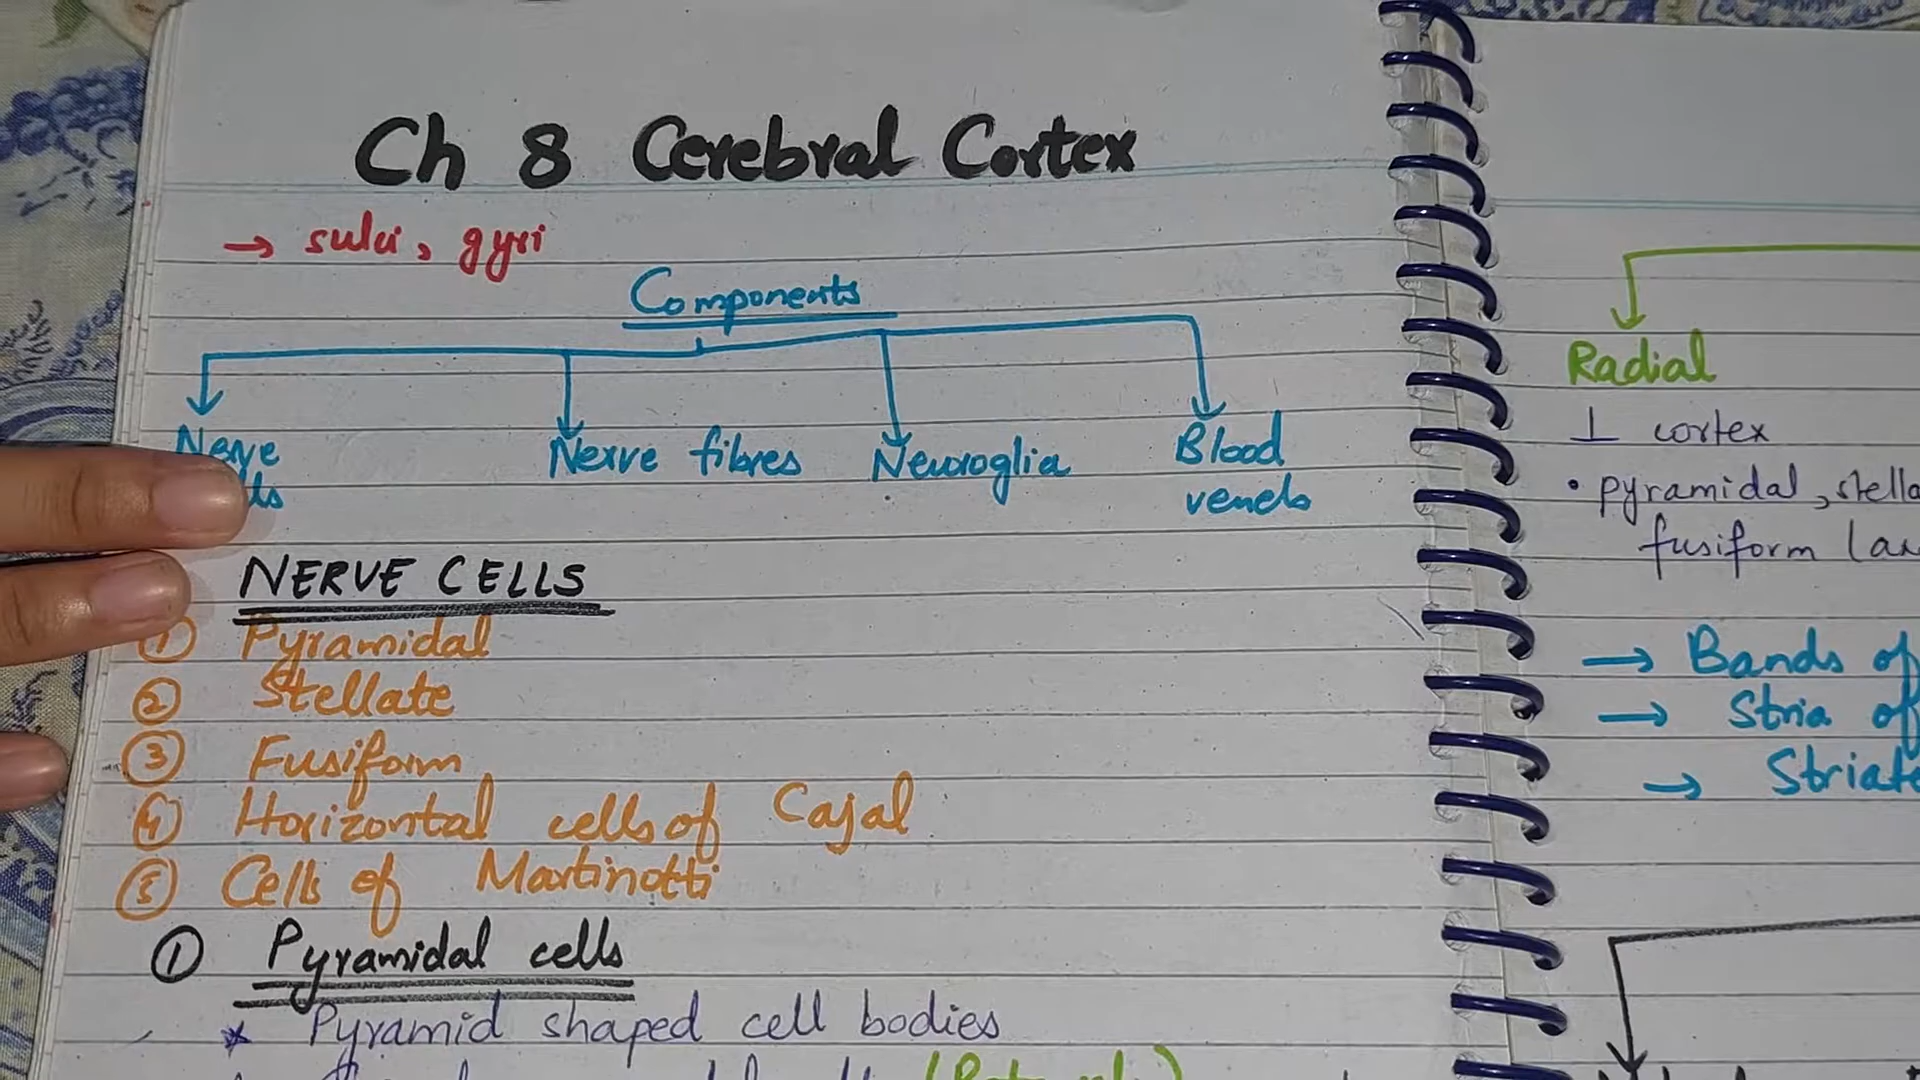 Ch 8 Cerebral Cortex
→ sulci, gyri
Components
Nerve
Nerve fibres
Neuroglia
Blood
vessels
NERVE CELLS
① Pyramidal
② Stellate
③ Fusiform
④ Horizontal cells of Cajal
⑤ Cells of Martinotti
① Pyramidal cells
* Pyramid shaped cell bodies
Radial
⊥ cortex
• pyramidal,
fusiform
→ Bands of
→ Stria of
→